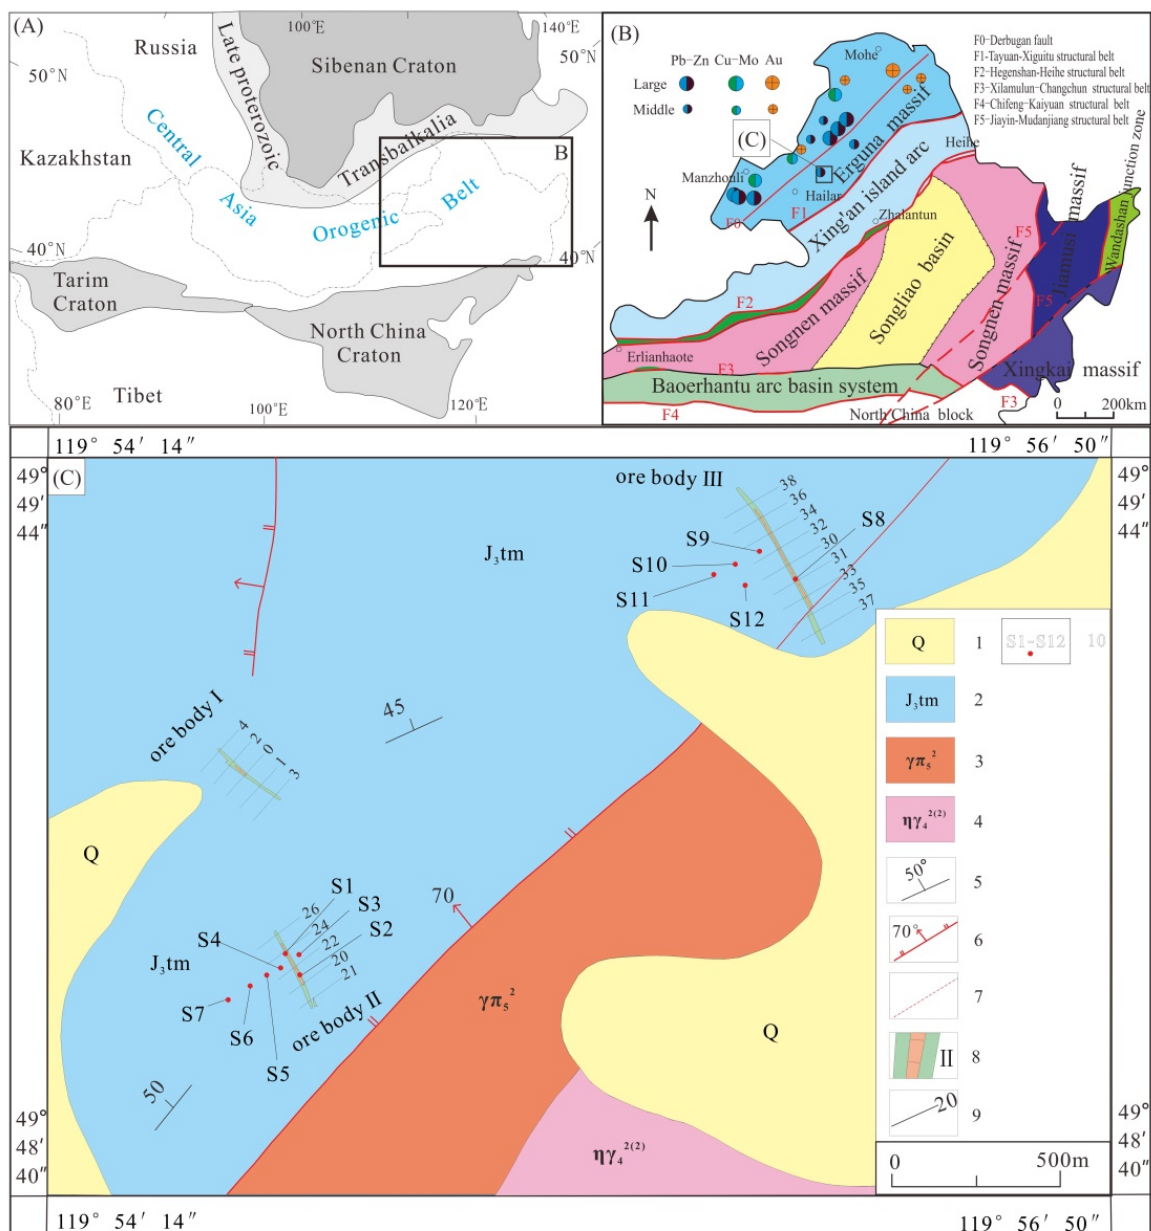 (A)
100°E
140°E
Russia
50°N
50°N
Sibenan Craton
Late proterozoic
Transbaikalia
Central
Asia
Orogenic
Belt
B
Kazakhstan
40°N
40°N
Tarim
Craton
North China
Craton
Tibet
80°E
100°E
120°E
(B)
Pb-Zn Cu-Mo Au
Large
Middle
Mohe
F0-Derbugan fault
F1-Tayuan-Xiguitu structural belt
F2-Hegenshan-Heihe structural belt
F3-Xilamulun-Changchun structural belt
F4-Chifeng-Kaiyuan structural belt
F5-Jiayin-Mudanjiang structural belt
(C)
Erguna massif
Heihe
Manzhouli
Hailar
N
F0
F1
Xing'an island arc
Zhalantun
F2
Songnen massif
Songliao basin
Songnen massif
F5
F5
Jiamusi massif
Wandashan junction zone
Erlianhaote
F3
Xingkai massif
Baoerhantu arc basin system
F4
North China block
F3
0 200km
119° 54′ 14″
119° 56′ 50″
(C)
49°
49′
44″
49°
49′
44″
ore body III
38
36
34
32
30
31
33
35
37
S8
S9
S10
S11
S12
J₃tm
45
ore body I
4
2
0
1
3
Q
70
S1
S3
S2
S4
S7
S6
S5
26
24
22
20
21
J₃tm
ore body II
50
γπ₅²
Q
ηγ₄²⁽²⁾
Q 1
S1-S12 10
J₃tm 2
γπ₅² 3
ηγ₄²⁽²⁾ 4
50° 5
70° 6
7
II 8
20 9
0 500m
49°
48′
40″
49°
48′
40″
119° 54′ 14″
119° 56′ 50″